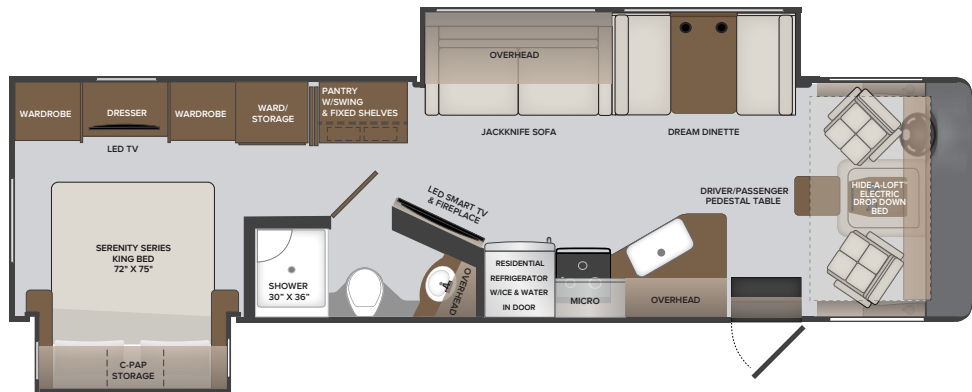 OVERHEAD
JACKKNIFE SOFA
DREAM DINETTE
WARDROBE
DRESSER
WARDROBE
WARD/
STORAGE
PANTRY
W/SWING
& FIXED SHELVES
LED TV
SERENITY SERIES
KING BED
72" X 75"
C-PAP
STORAGE
SHOWER
30" X 36"
LED SMART TV
& FIREPLACE
OVERHEAD
RESIDENTIAL
REFRIGERATOR
W/ICE & WATER
IN DOOR
MICRO
OVERHEAD
DRIVER/PASSENGER
PEDESTAL TABLE
HIDE-A-LOFT™
ELECTRIC
DROP DOWN
BED